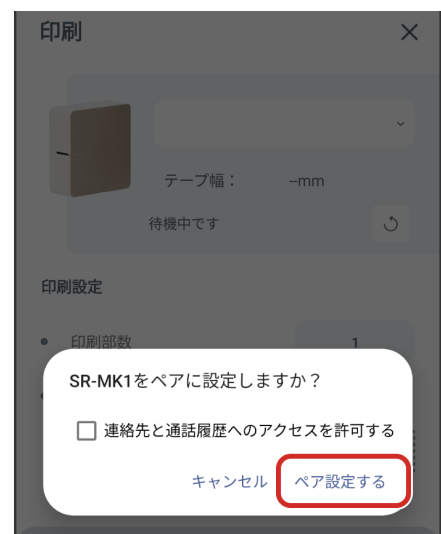 印刷
テープ幅： --mm
待機中です
印刷設定
印刷部数 1
SR-MK1をペアに設定しますか？
連絡先と通話履歴へのアクセスを許可する
キャンセル ペア設定する